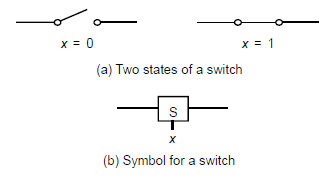 x = 0
x = 1
(a) Two states of a switch
S
x
(b) Symbol for a switch